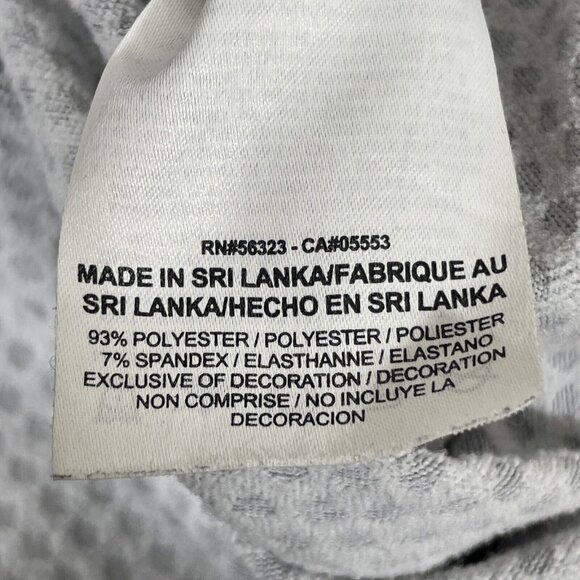 RN#56323 - CA#05553
MADE IN SRI LANKA/FABRIQUE AU
SRI LANKA/HECHO EN SRI LANKA
93% POLYESTER / POLYESTER / POLIESTER
7% SPANDEX / ELASTHANNE / ELASTANO
EXCLUSIVE OF DECORATION / DECORATION
NON COMPRISE / NO INCLUYE LA
DECORACION